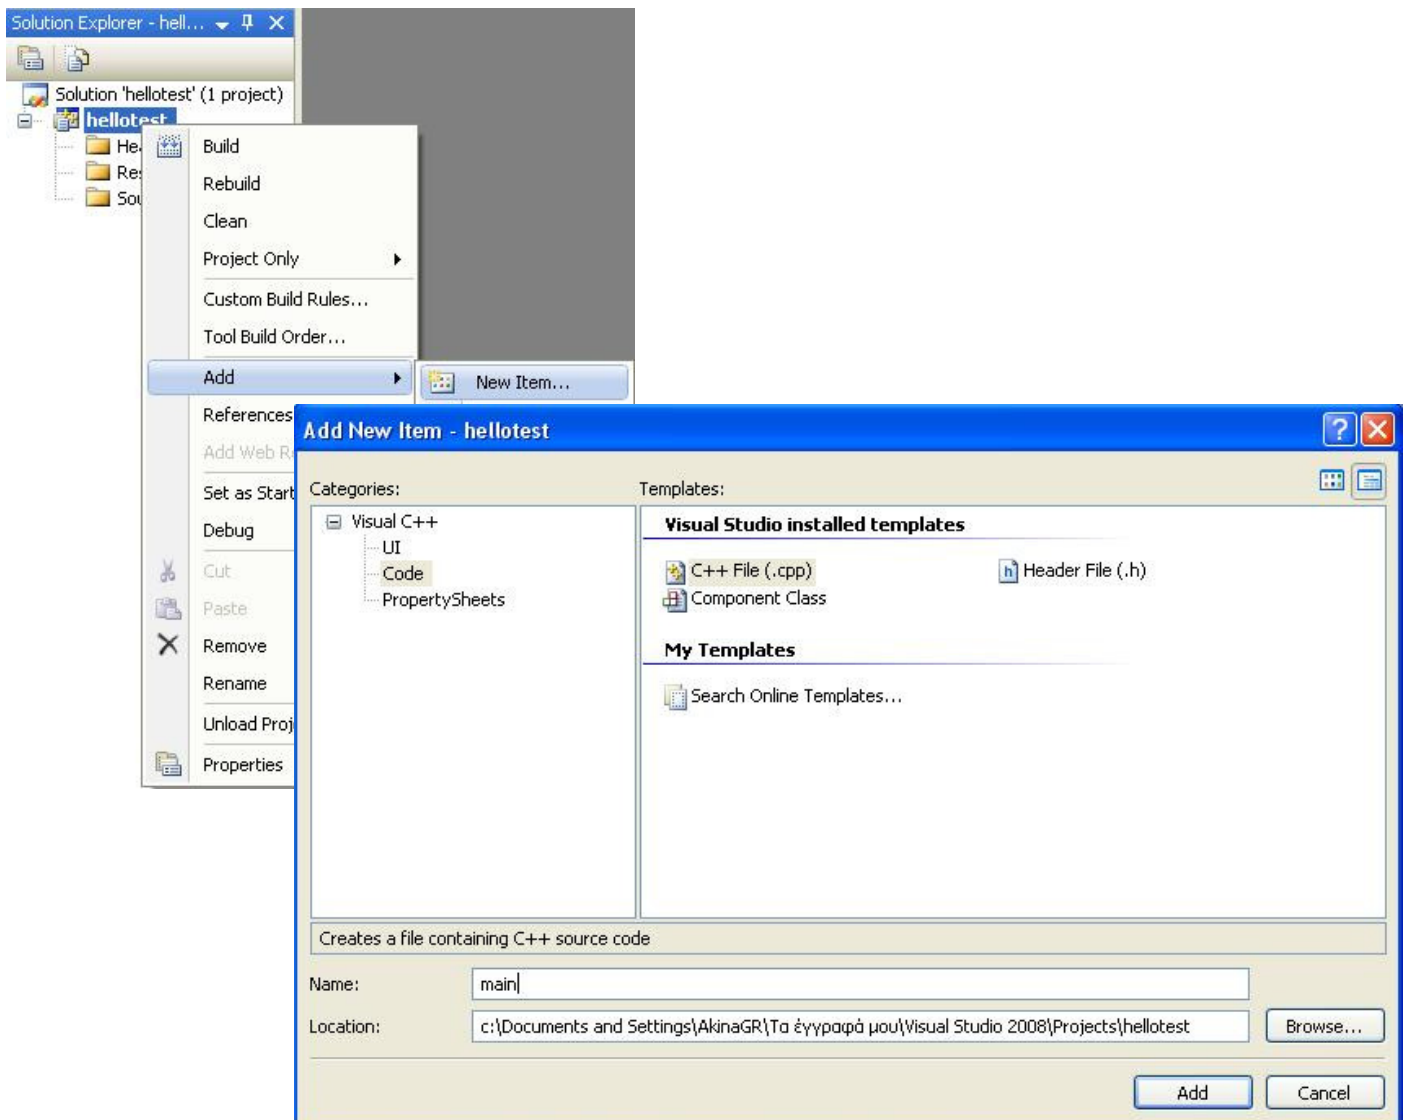 Solution Explorer - hell...
Solution 'hellotest' (1 project)
hellotest
Build
Rebuild
Clean
Project Only
Custom Build Rules...
Tool Build Order...
Add
New Item...
References
Add Web
Set as Start
Debug
Cut
Paste
Remove
Rename
Unload Proj
Properties
Add New Item - hellotest
Categories:
Visual C++
UI
Code
PropertySheets
Templates:
Visual Studio installed templates
C++ File (.cpp)
Header File (.h)
Component Class
My Templates
Search Online Templates...
Creates a file containing C++ source code
Name:
main
Location:
c:\Documents and Settings\AkinaGR\Τα έγγραφά μου\Visual Studio 2008\Projects\hellotest
Browse...
Add
Cancel